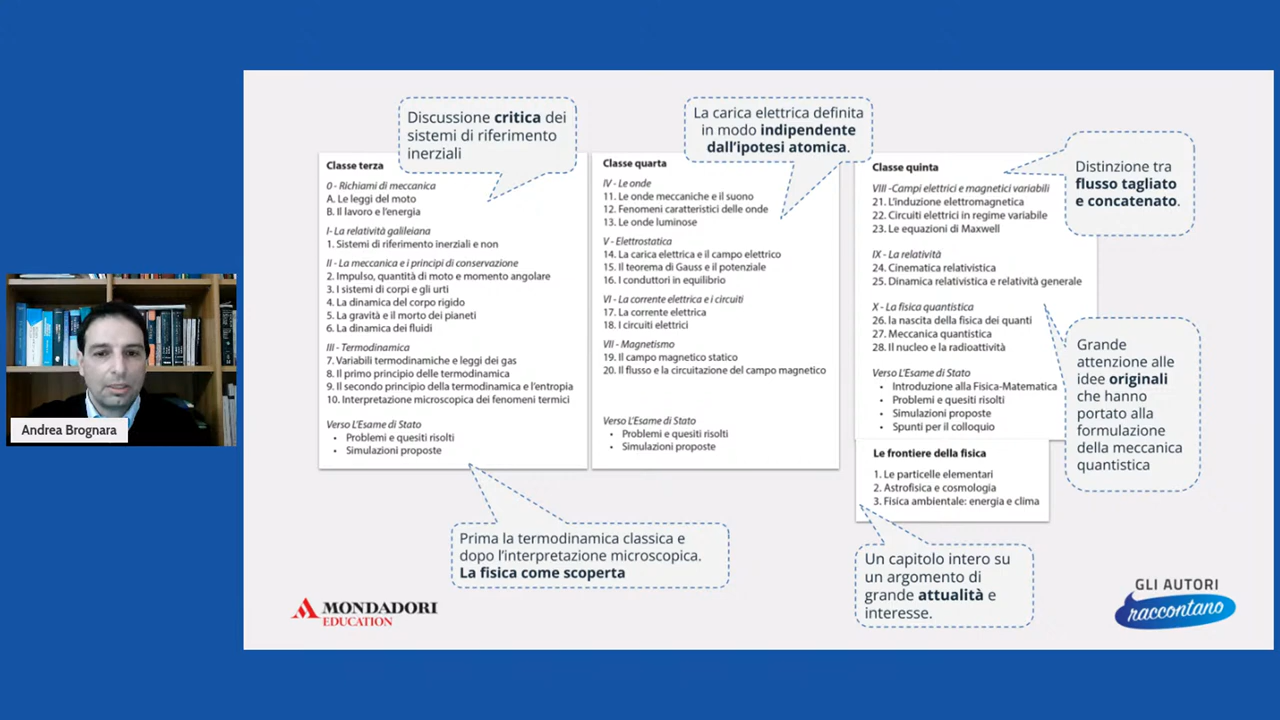 Discussione critica dei
sistemi di riferimento
inerziali
La carica elettrica definita
in modo indipendente
dall'ipotesi atomica.
Distinzione tra
flusso tagliato
e concatenato.
Classe terza
0 - Richiami di meccanica
A. Le leggi del moto
B. Il lavoro e l'energia
I- La relatività galileiana
1. Sistemi di riferimento inerziali e non
II - La meccanica e i principi di conservazione
2. Impulso, quantità di moto e momento angolare
3. I sistemi di corpi e gli urti
4. La dinamica del corpo rigido
5. La gravità e il morto dei pianeti
6. La dinamica dei fluidi
III - Termodinamica
7. Variabili termodinamiche e leggi dei gas
8. Il primo principio delle termodinamica
9. Il secondo principio della termodinamica e l'entropia
10. Interpretazione microscopica dei fenomeni termici
Verso L'Esame di Stato
• Problemi e quesiti risolti
• Simulazioni proposte
Classe quarta
IV - Le onde
11. Le onde meccaniche e il suono
12. Fenomeni caratteristici delle onde
13. Le onde luminose
V - Elettrostatica
14. La carica elettrica e il campo elettrico
15. Il teorema di Gauss e il potenziale
16. I conduttori in equilibrio
VI - La corrente elettrica e i circuiti
17. La corrente elettrica
18. I circuiti elettrici
VII - Magnetismo
19. Il campo magnetico statico
20. Il flusso e la circuitazione del campo magnetico
Verso L'Esame di Stato
• Problemi e quesiti risolti
• Simulazioni proposte
Classe quinta
VIII -Campi elettrici e magnetici variabili
21. L'induzione elettromagnetica
22. Circuiti elettrici in regime variabile
23. Le equazioni di Maxwell
IX - La relatività
24. Cinematica relativistica
25. Dinamica relativistica e relatività generale
X - La fisica quantistica
26. la nascita della fisica dei quanti
27. Meccanica quantistica
28. Il nucleo e la radioattività
Verso L'Esame di Stato
• Introduzione alla Fisica-Matematica
• Problemi e quesiti risolti
• Simulazioni proposte
• Spunti per il colloquio
Le frontiere della fisica
1. Le particelle elementari
2. Astrofisica e cosmologia
3. Fisica ambientale: energia e clima
Grande
attenzione alle
idee originali
che hanno
portato alla
formulazione
della meccanica
quantistica
Andrea Brognara
Prima la termodinamica classica e
dopo l'interpretazione microscopica.
La fisica come scoperta
Un capitolo intero su
un argomento di
grande attualità e
interesse.
MONDADORI
EDUCATION
GLI AUTORI
raccontano